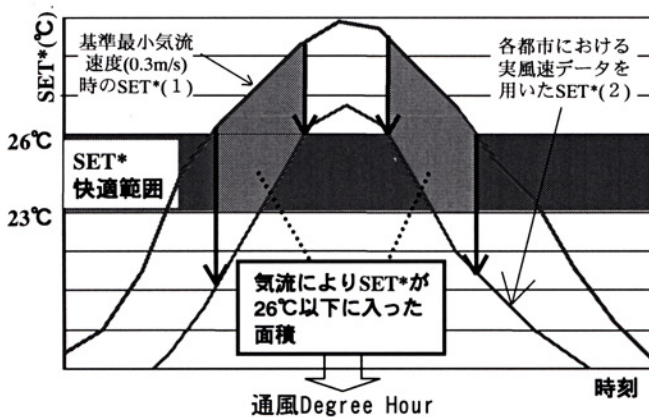 SET*(℃)
基準最小気流
速度(0.3m/s)
時のSET*(1)
各都市における
実風速データを
用いたSET*(2)
26℃
SET*
快適範囲
23℃
気流によりSET*が
26℃以下に入った
面積
時刻
通風Degree Hour